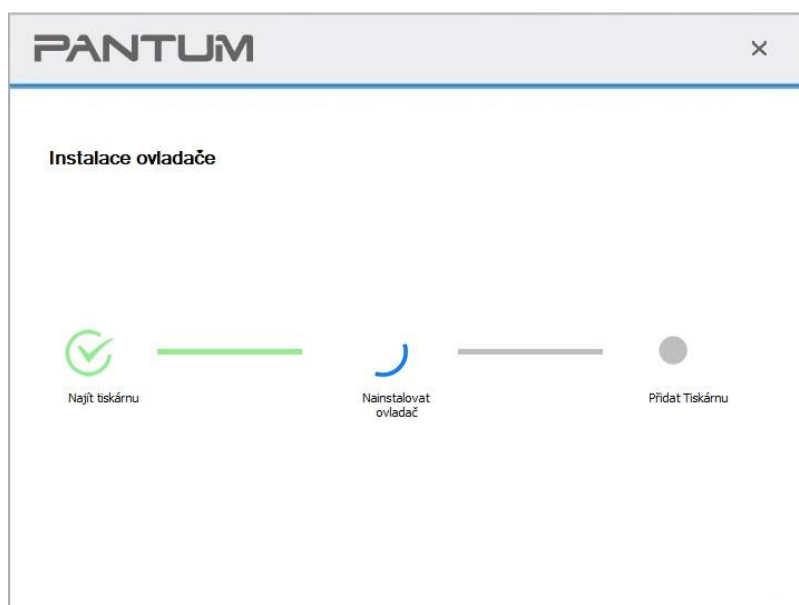 PANTUM
Instalace ovladače
Najít tiskárnu
Nainstalovat
ovladač
Přidat Tiskárnu